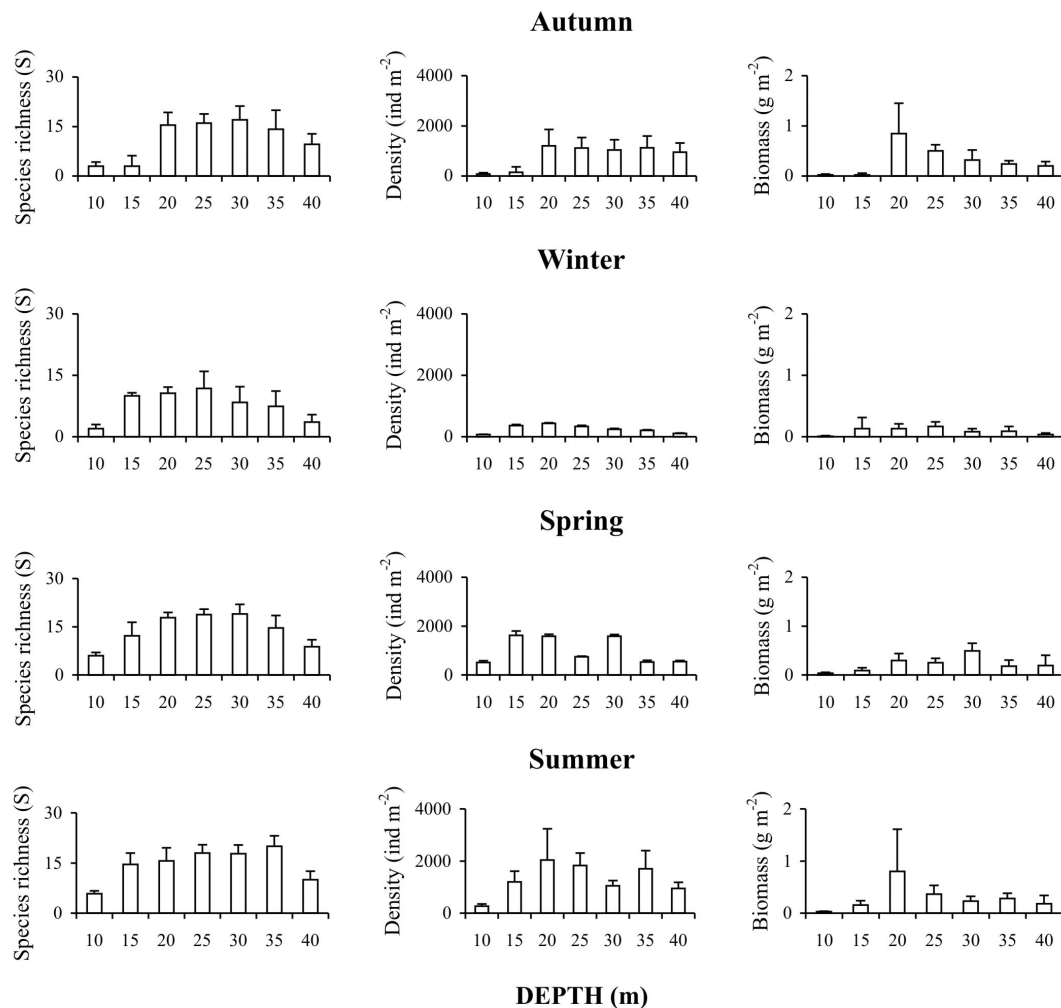 Autumn
Species richness (S)
30
15
0
10 15 20 25 30 35 40
Density (ind m-2)
4000
2000
0
10 15 20 25 30 35 40
Biomass (g m-2)
2
1
0
10 15 20 25 30 35 40
Winter
Species richness (S)
30
15
0
10 15 20 25 30 35 40
Density (ind m-2)
4000
2000
0
10 15 20 25 30 35 40
Biomass (g m-2)
2
1
0
10 15 20 25 30 35 40
Spring
Species richness (S)
30
15
0
10 15 20 25 30 35 40
Density (ind m-2)
4000
2000
0
10 15 20 25 30 35 40
Biomass (g m-2)
2
1
0
10 15 20 25 30 35 40
Summer
Species richness (S)
30
15
0
10 15 20 25 30 35 40
Density (ind m-2)
4000
2000
0
10 15 20 25 30 35 40
Biomass (g m-2)
2
1
0
10 15 20 25 30 35 40
DEPTH (m)